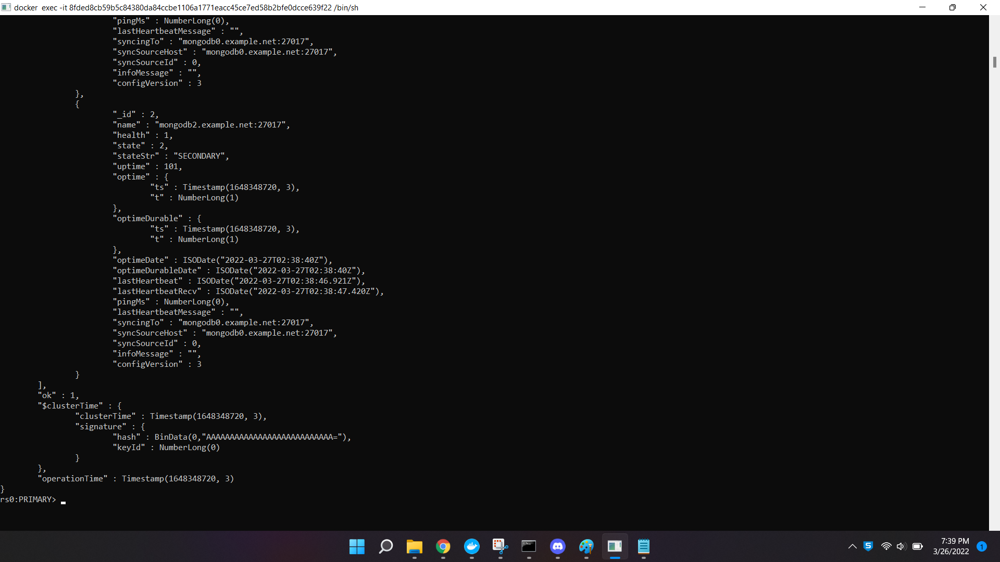 docker  exec -it 8fded8cb59b5c84380da84ccbe1106a1771eacc45ce7ed58b2bfe0dcce639f22 /bin/sh
"pingMs" : NumberLong(0),
"lastHeartbeatMessage" : "",
"syncingTo" : "mongodb0.example.net:27017",
"syncSourceHost" : "mongodb0.example.net:27017",
"syncSourceId" : 0,
"infoMessage" : "",
"configVersion" : 3
},
{
"_id" : 2,
"name" : "mongodb2.example.net:27017",
"health" : 1,
"state" : 2,
"stateStr" : "SECONDARY",
"uptime" : 101,
"optime" : {
"ts" : Timestamp(1648348720, 3),
"t" : NumberLong(1)
},
"optimeDurable" : {
"ts" : Timestamp(1648348720, 3),
"t" : NumberLong(1)
},
"optimeDate" : ISODate("2022-03-27T02:38:40Z"),
"optimeDurableDate" : ISODate("2022-03-27T02:38:40Z"),
"lastHeartbeat" : ISODate("2022-03-27T02:38:46.921Z"),
"lastHeartbeatRecv" : ISODate("2022-03-27T02:38:47.420Z"),
"pingMs" : NumberLong(0),
"lastHeartbeatMessage" : "",
"syncingTo" : "mongodb0.example.net:27017",
"syncSourceHost" : "mongodb0.example.net:27017",
"syncSourceId" : 0,
"infoMessage" : "",
"configVersion" : 3
}
],
"ok" : 1,
"$clusterTime" : {
"clusterTime" : Timestamp(1648348720, 3),
"signature" : {
"hash" : BinData(0,"AAAAAAAAAAAAAAAAAAAAAAAAAAA="),
"keyId" : NumberLong(0)
}
},
"operationTime" : Timestamp(1648348720, 3)
}
rs0:PRIMARY>
S
7:39 PM
3/26/2022
1